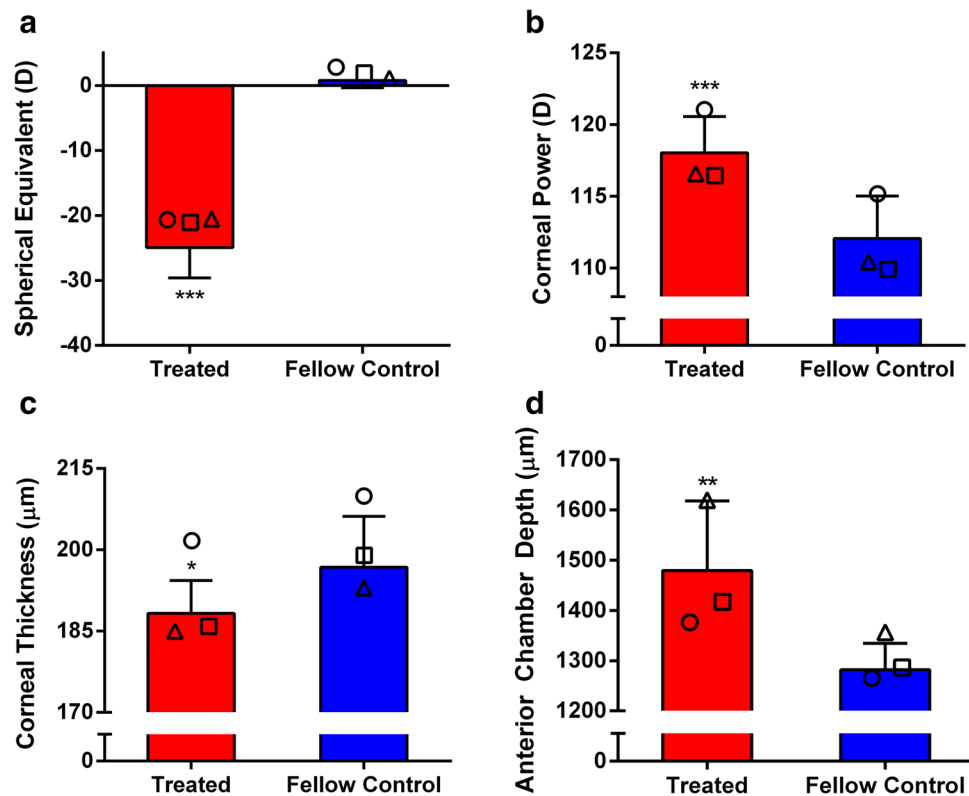 a
Spherical Equivalent (D)
0
-10
-20
-30
-40
***
Treated
Fellow Control
b
Corneal Power (D)
125
120
115
110
0
***
Treated
Fellow Control
c
Corneal Thickness (μm)
215
200
185
170
0
*
Treated
Fellow Control
d
Anterior Chamber Depth (μm)
1700
1600
1500
1400
1300
1200
0
**
Treated
Fellow Control